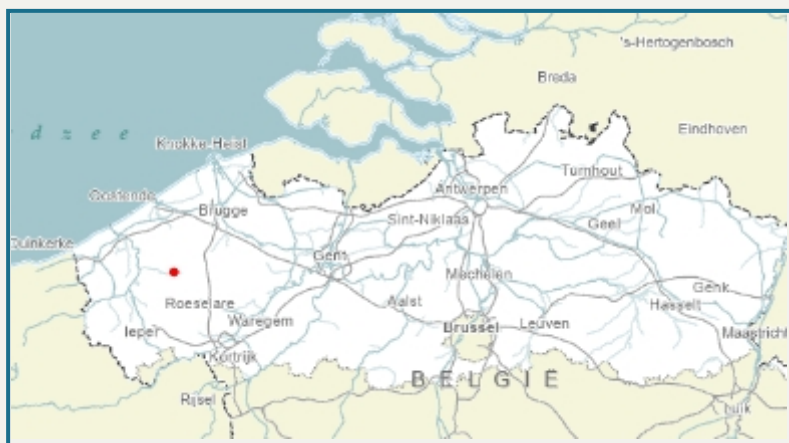 's-Hertogenbosch
Breda
Eindhoven
d z e e
Knokke-Heist
Turnhout
Oostende
Antwerpen
Brugge
Mol
Sint-Niklaas
Geel
Duinkerke
Gent
Mechelen
Genk
Roeselare
Aalst
Hasselt
Ieper
Waregem
Brussel
Leuven
Maastricht
Kortrijk
BELGIË
Rijsel
Luik